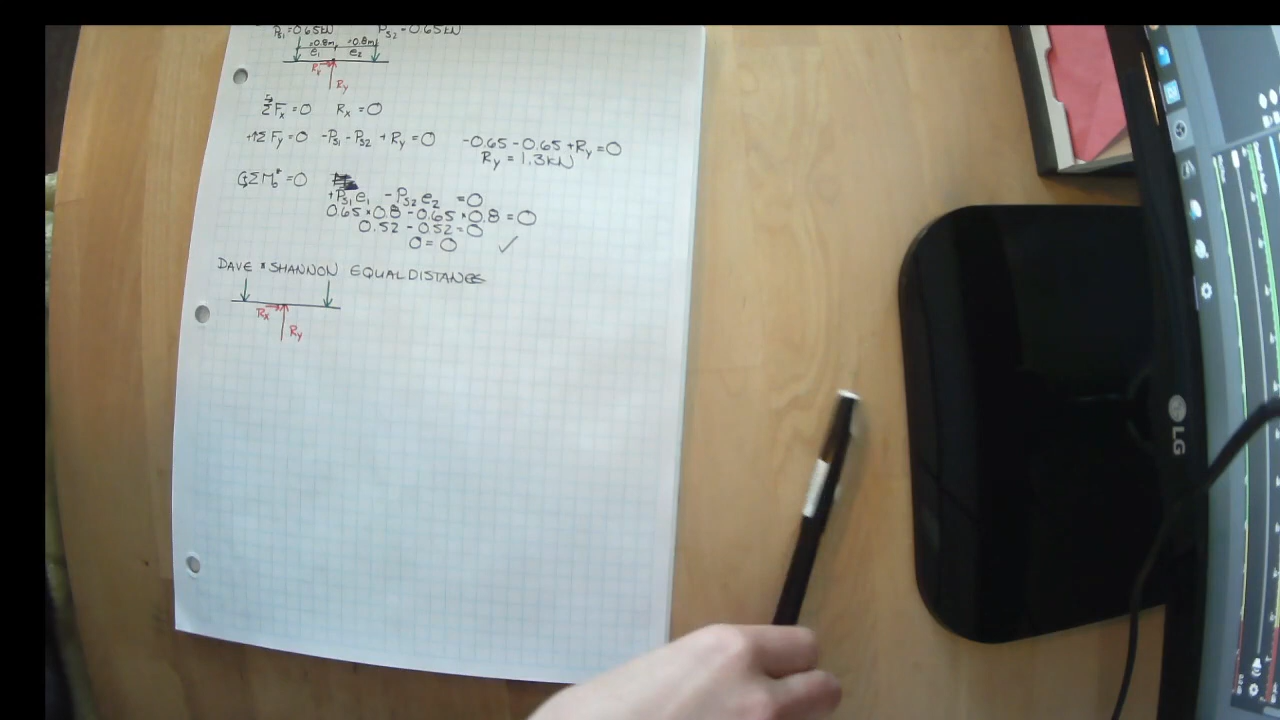 Ps1=0.65kN Ps2=0.65kN
=0.8m =0.8m
e1 e2
Rx
Ry
ΣFx=0 Rx=0
+↑ΣFy=0 -Ps1-Ps2+Ry=0 -0.65-0.65+Ry=0
Ry=1.3kN
ΣMo=0
+Ps1e1 -Ps2e2 =0
0.65*0.8-0.65*0.8=0
0.52-0.52=0
0=0 ✓
DAVE * SHANNON EQUAL DISTANCE
Rx
Ry
LG